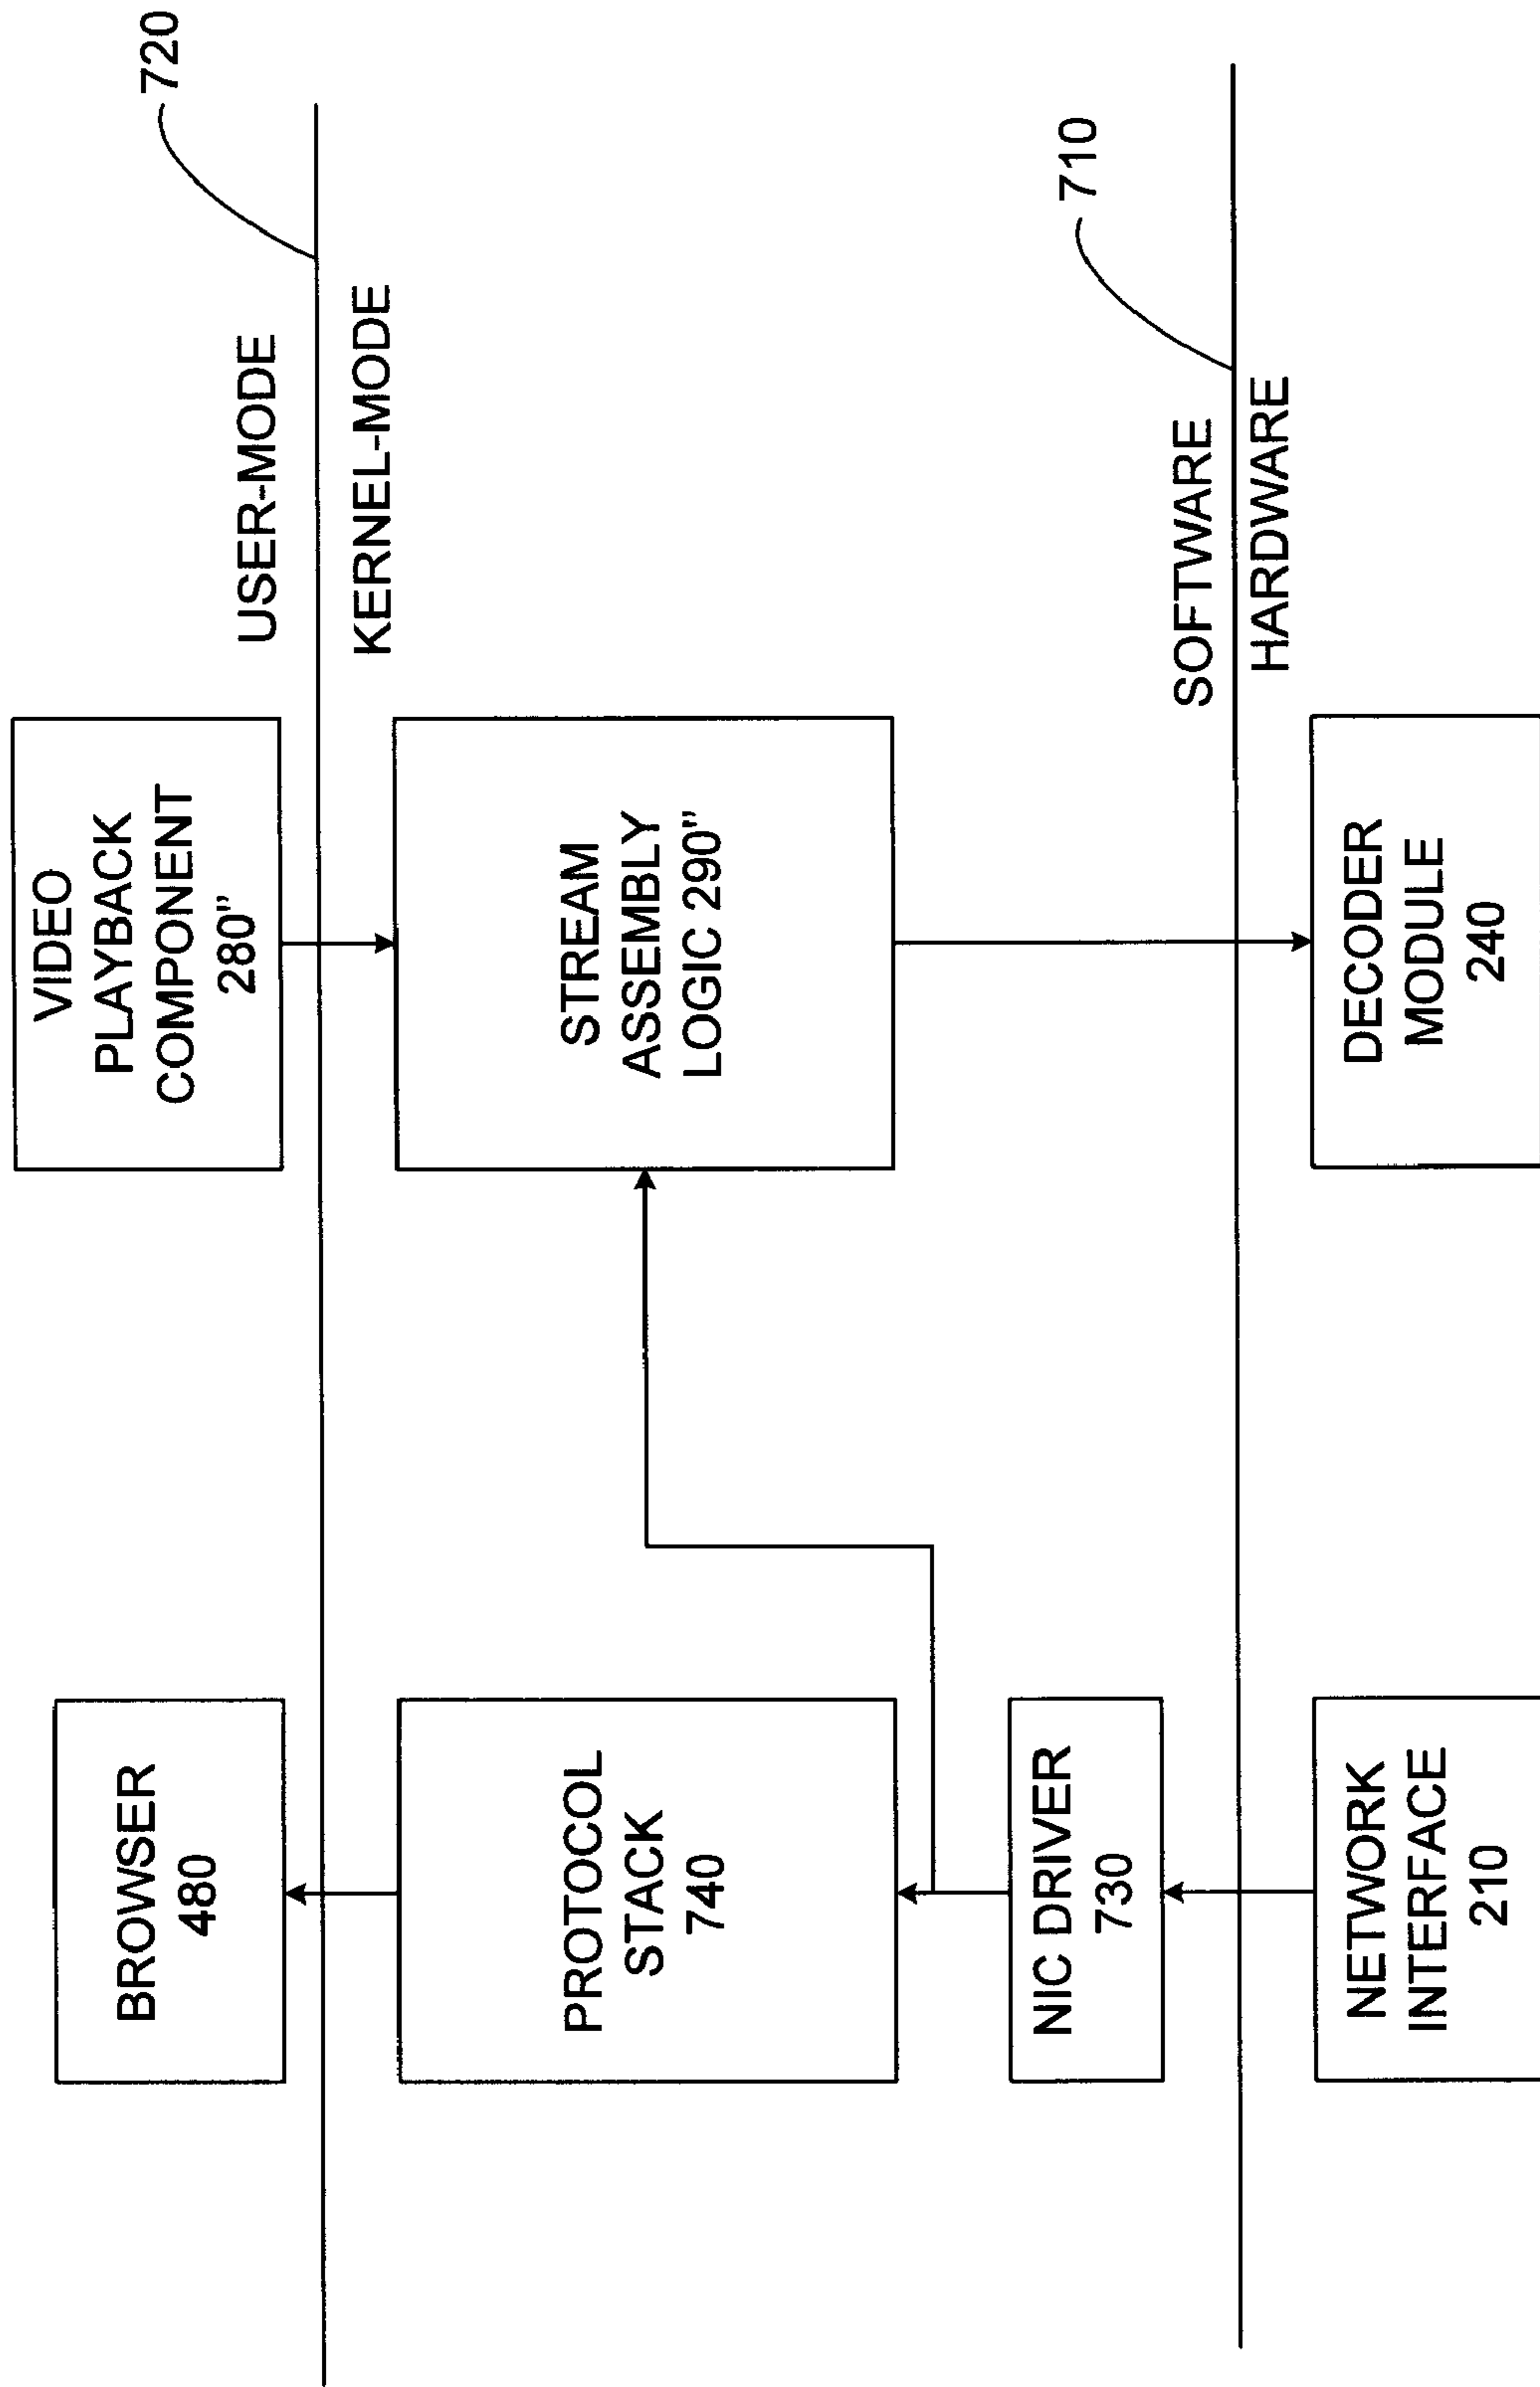 720
USER-MODE
KERNEL-MODE
VIDEO
PLAYBACK
COMPONENT
280”
BROWSER
480
STREAM
ASSEMBLY
LOGIC 290”
PROTOCOL
STACK
740
710
SOFTWARE
HARDWARE
NIC DRIVER
730
DECODER
MODULE
240
NETWORK
INTERFACE
210